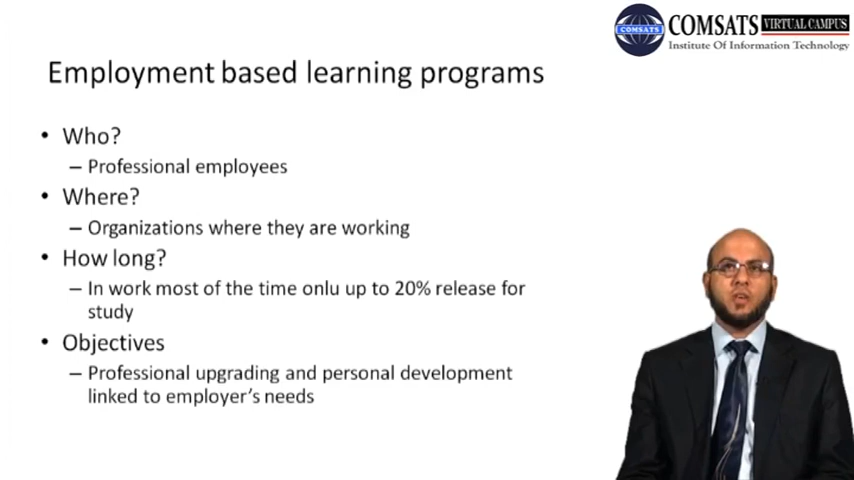 COMSATS VIRTUAL CAMPUS
COMSATS
Institute Of Information Technology
Employment based learning programs
• Who?
– Professional employees
• Where?
– Organizations where they are working
• How long?
– In work most of the time onlu up to 20% release for
study
• Objectives
– Professional upgrading and personal development
linked to employer's needs